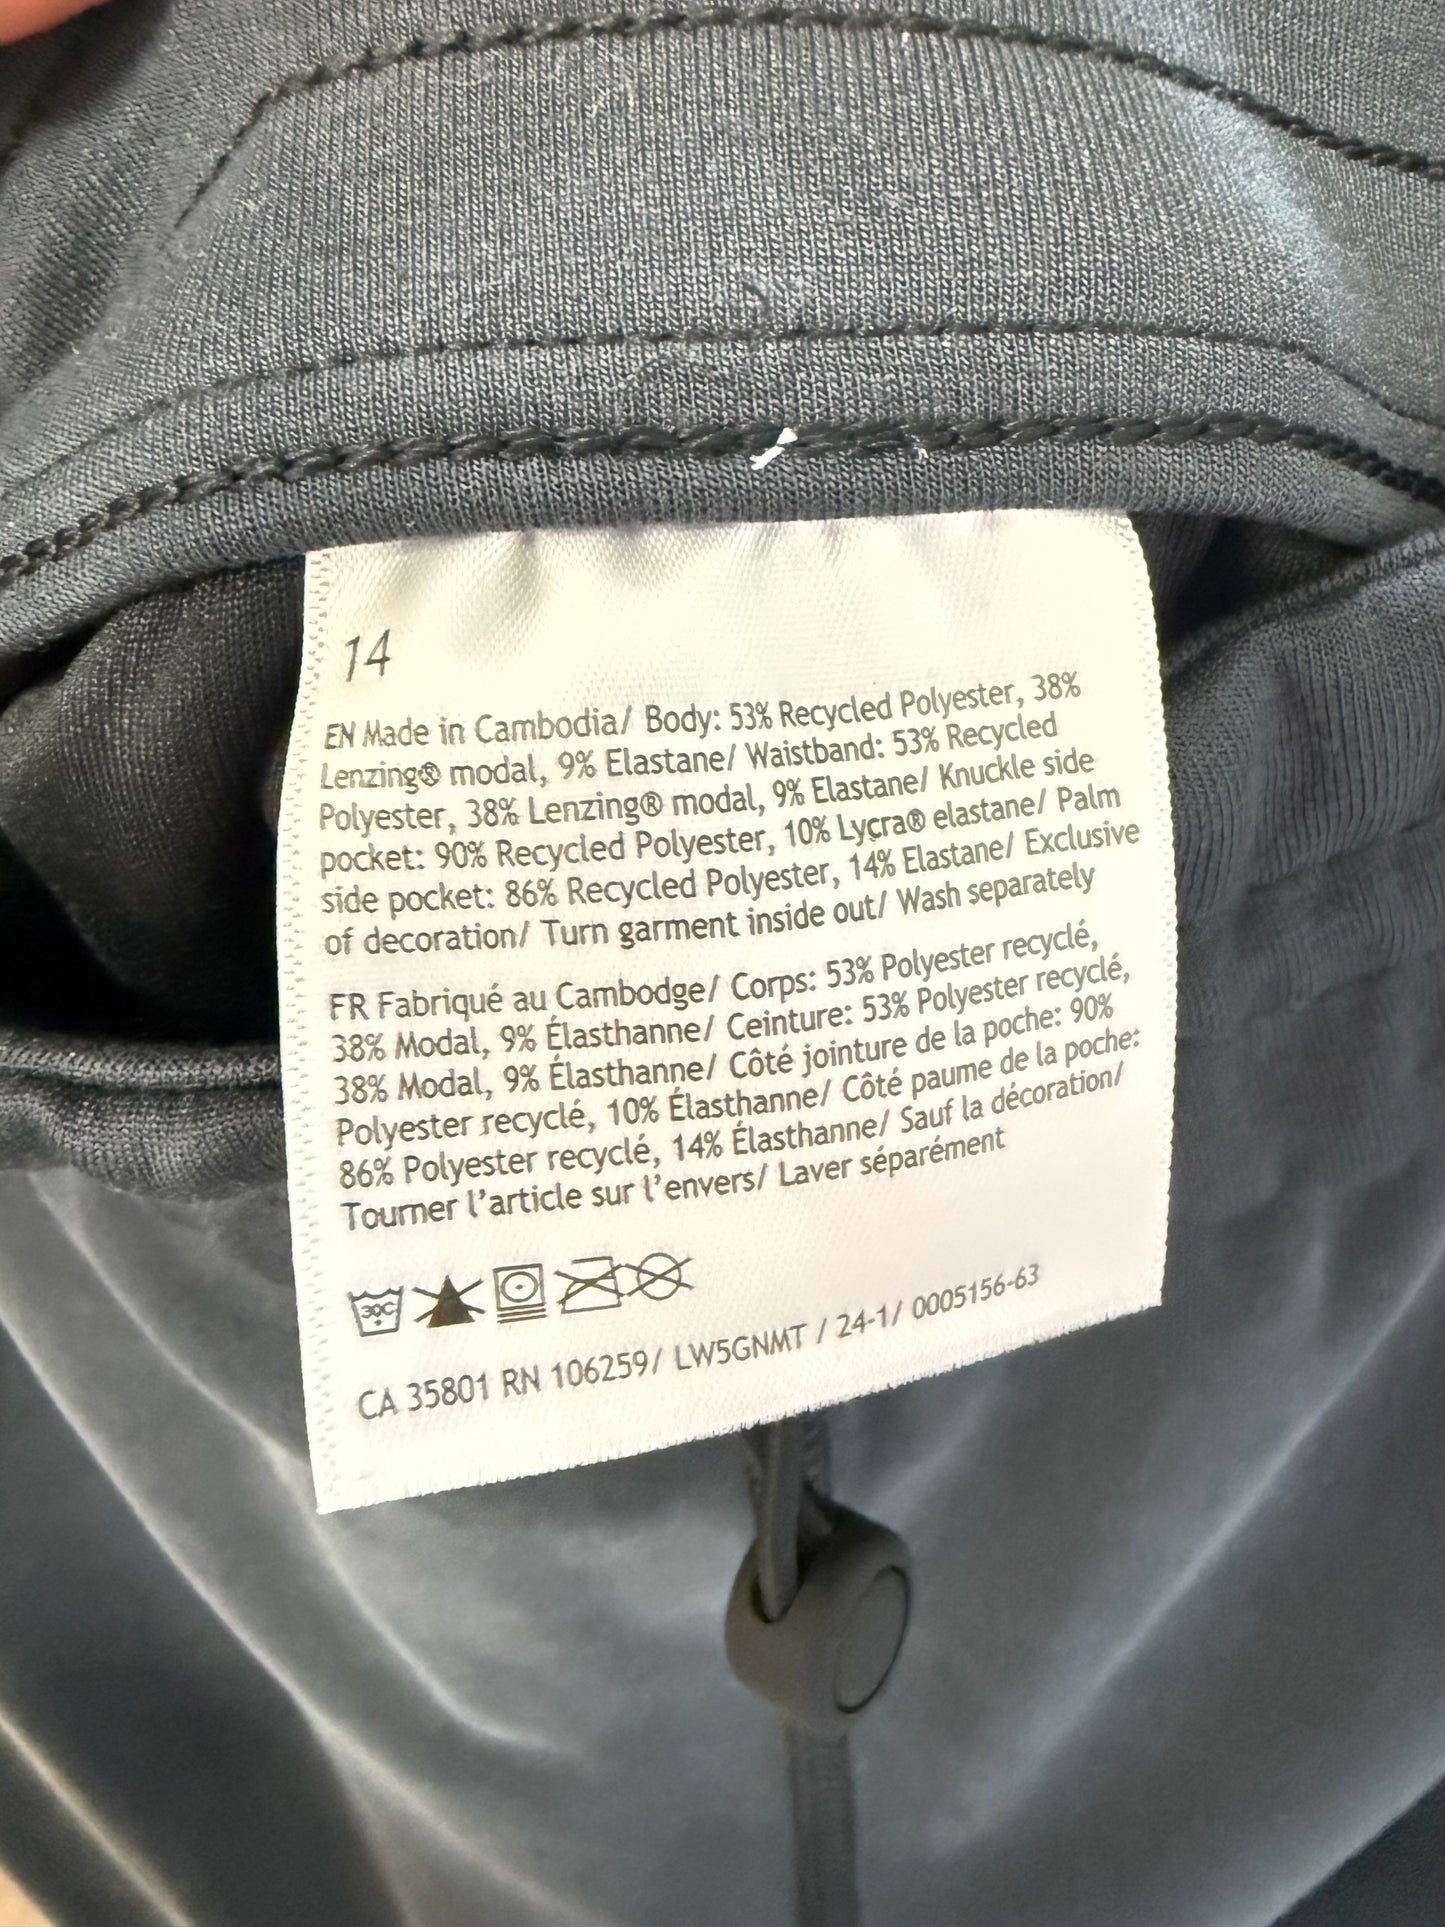 14
EN Made in Cambodia/ Body: 53% Recycled Polyester, 38%
Lenzing® modal, 9% Elastane/ Waistband: 53% Recycled
Polyester, 38% Lenzing® modal, 9% Elastane/ Knuckle side
pocket: 90% Recycled Polyester, 10% Lycra® elastane/ Palm
side pocket: 86% Recycled Polyester, 14% Elastane/ Exclusive
of decoration/ Turn garment inside out/ Wash separately
FR Fabriqué au Cambodge/ Corps: 53% Polyester recyclé,
38% Modal, 9% Élasthanne/ Ceinture: 53% Polyester recyclé,
38% Modal, 9% Élasthanne/ Côté jointure de la poche: 90%
Polyester recyclé, 10% Élasthanne/ Côté paume de la poche:
86% Polyester recyclé, 14% Élasthanne/ Sauf la décoration/
Tourner l'article sur l'envers/ Laver séparément
30C
CA 35801 RN 106259/ LW5GNMT / 24-1/ 0005156-63